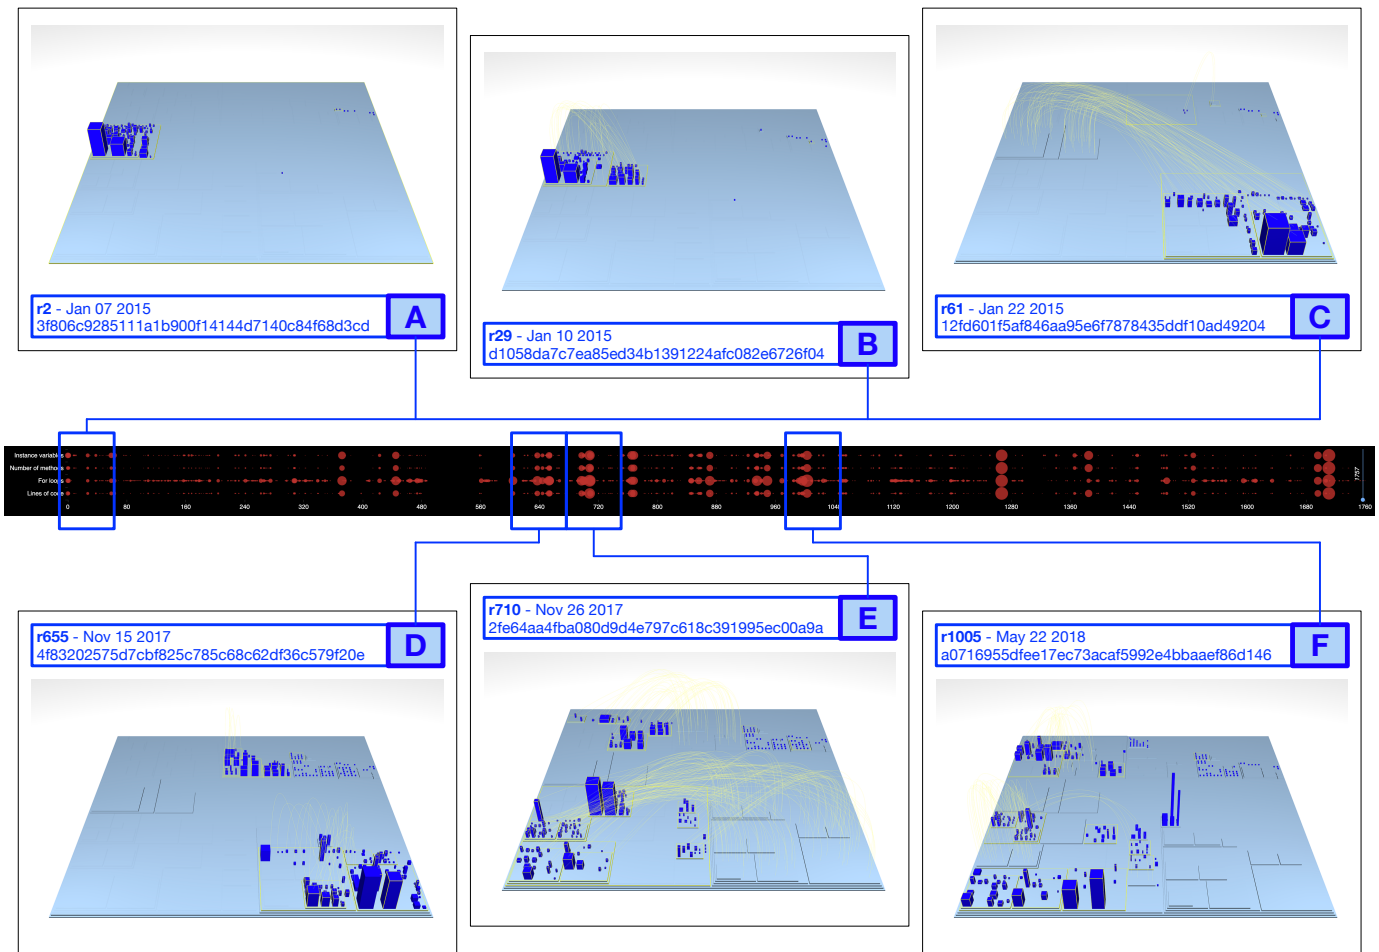 r2 - Jan 07 2015
3f806c9285111a1b900f14144d7140c84f68d3cd
A
r29 - Jan 10 2015
d1058da7c7ea85ed34b1391224afc082e6726f04
B
r61 - Jan 22 2015
12fd601f5af846aa95e6f7878435ddf10ad49204
C
Instance variables
Number of methods
For loops
Lines of code
0 80 160 240 320 400 480 560 640 720 800 880 960 1040 1120 1200 1280 1360 1440 1520 1600 1680 1760
1757
r655 - Nov 15 2017
4f83202575d7cbf825c785c68c62df36c579f20e
D
r710 - Nov 26 2017
2fe64aa4fba080d9d4e797c618c391995ec00a9a
E
r1005 - May 22 2018
a0716955dfee17ec73acaf5992e4bbaaef86d146
F